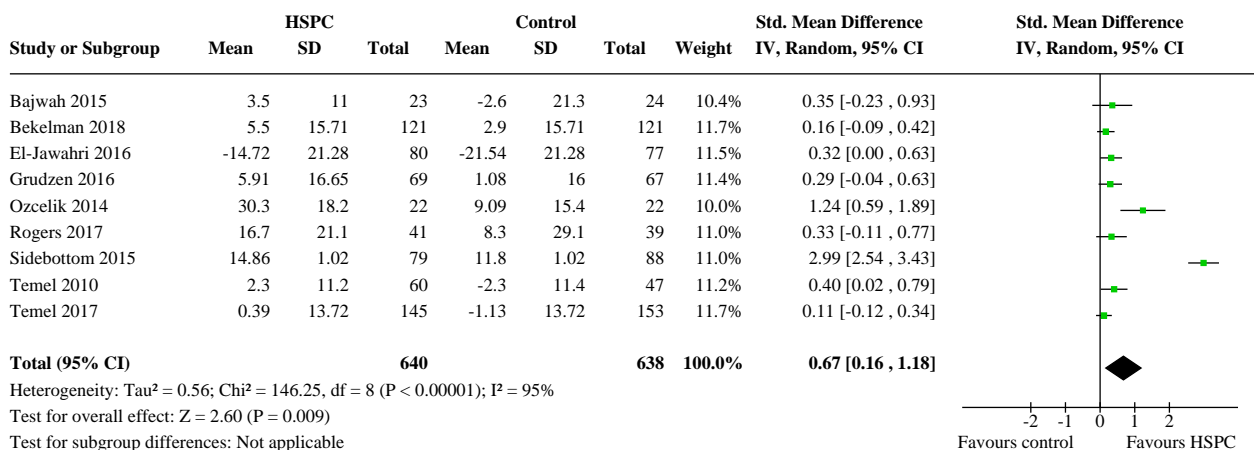 HSPC Control Std. Mean Difference Std. Mean Difference
Study or Subgroup Mean SD Total Mean SD Total Weight IV, Random, 95% CI IV, Random, 95% CI
Bajwah 2015 3.5 11 23 -2.6 21.3 24 10.4% 0.35 [-0.23 , 0.93]
Bekelman 2018 5.5 15.71 121 2.9 15.71 121 11.7% 0.16 [-0.09 , 0.42]
El-Jawahri 2016 -14.72 21.28 80 -21.54 21.28 77 11.5% 0.32 [0.00 , 0.63]
Grudzen 2016 5.91 16.65 69 1.08 16 67 11.4% 0.29 [-0.04 , 0.63]
Ozcelik 2014 30.3 18.2 22 9.09 15.4 22 10.0% 1.24 [0.59 , 1.89]
Rogers 2017 16.7 21.1 41 8.3 29.1 39 11.0% 0.33 [-0.11 , 0.77]
Sidebottom 2015 14.86 1.02 79 11.8 1.02 88 11.0% 2.99 [2.54 , 3.43]
Temel 2010 2.3 11.2 60 -2.3 11.4 47 11.2% 0.40 [0.02 , 0.79]
Temel 2017 0.39 13.72 145 -1.13 13.72 153 11.7% 0.11 [-0.12 , 0.34]
Total (95% CI) 640 638 100.0% 0.67 [0.16 , 1.18]
Heterogeneity: Tau² = 0.56; Chi² = 146.25, df = 8 (P < 0.00001); I² = 95%
Test for overall effect: Z = 2.60 (P = 0.009)
Test for subgroup differences: Not applicable
-2 -1 0 1 2
Favours control Favours HSPC